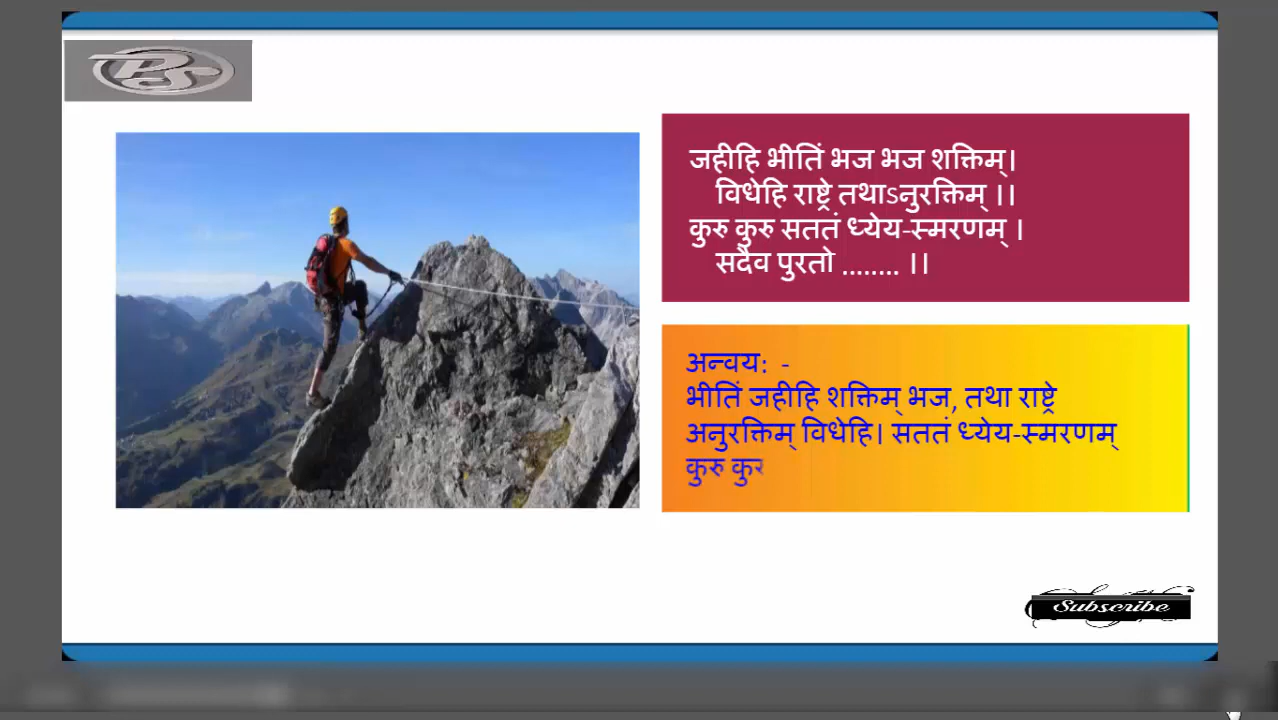 PS
जहीहि भीतिं भज भज शक्तिम्।
विधेहि राष्ट्रे तथाऽनुरक्तिम् ।।
कुरु कुरु सततं ध्येय-स्मरणम् ।
सदैव पुरतो ........ ।।
अन्वय: -
भीतिं जहीहि शक्तिम् भज, तथा राष्ट्रे
अनुरक्तिम् विधेहि। सततं ध्येय-स्मरणम्
कुरु कुर
Subscribe